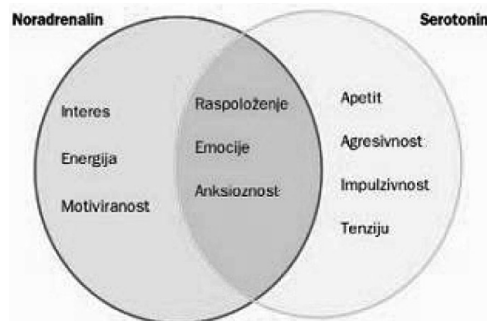 Noradrenalin
Serotonin
Interes
Energija
Motiviranost
Raspoloženje
Emocije
Anksioznost
Apetit
Agresivnost
Impulzivnost
Tenziju